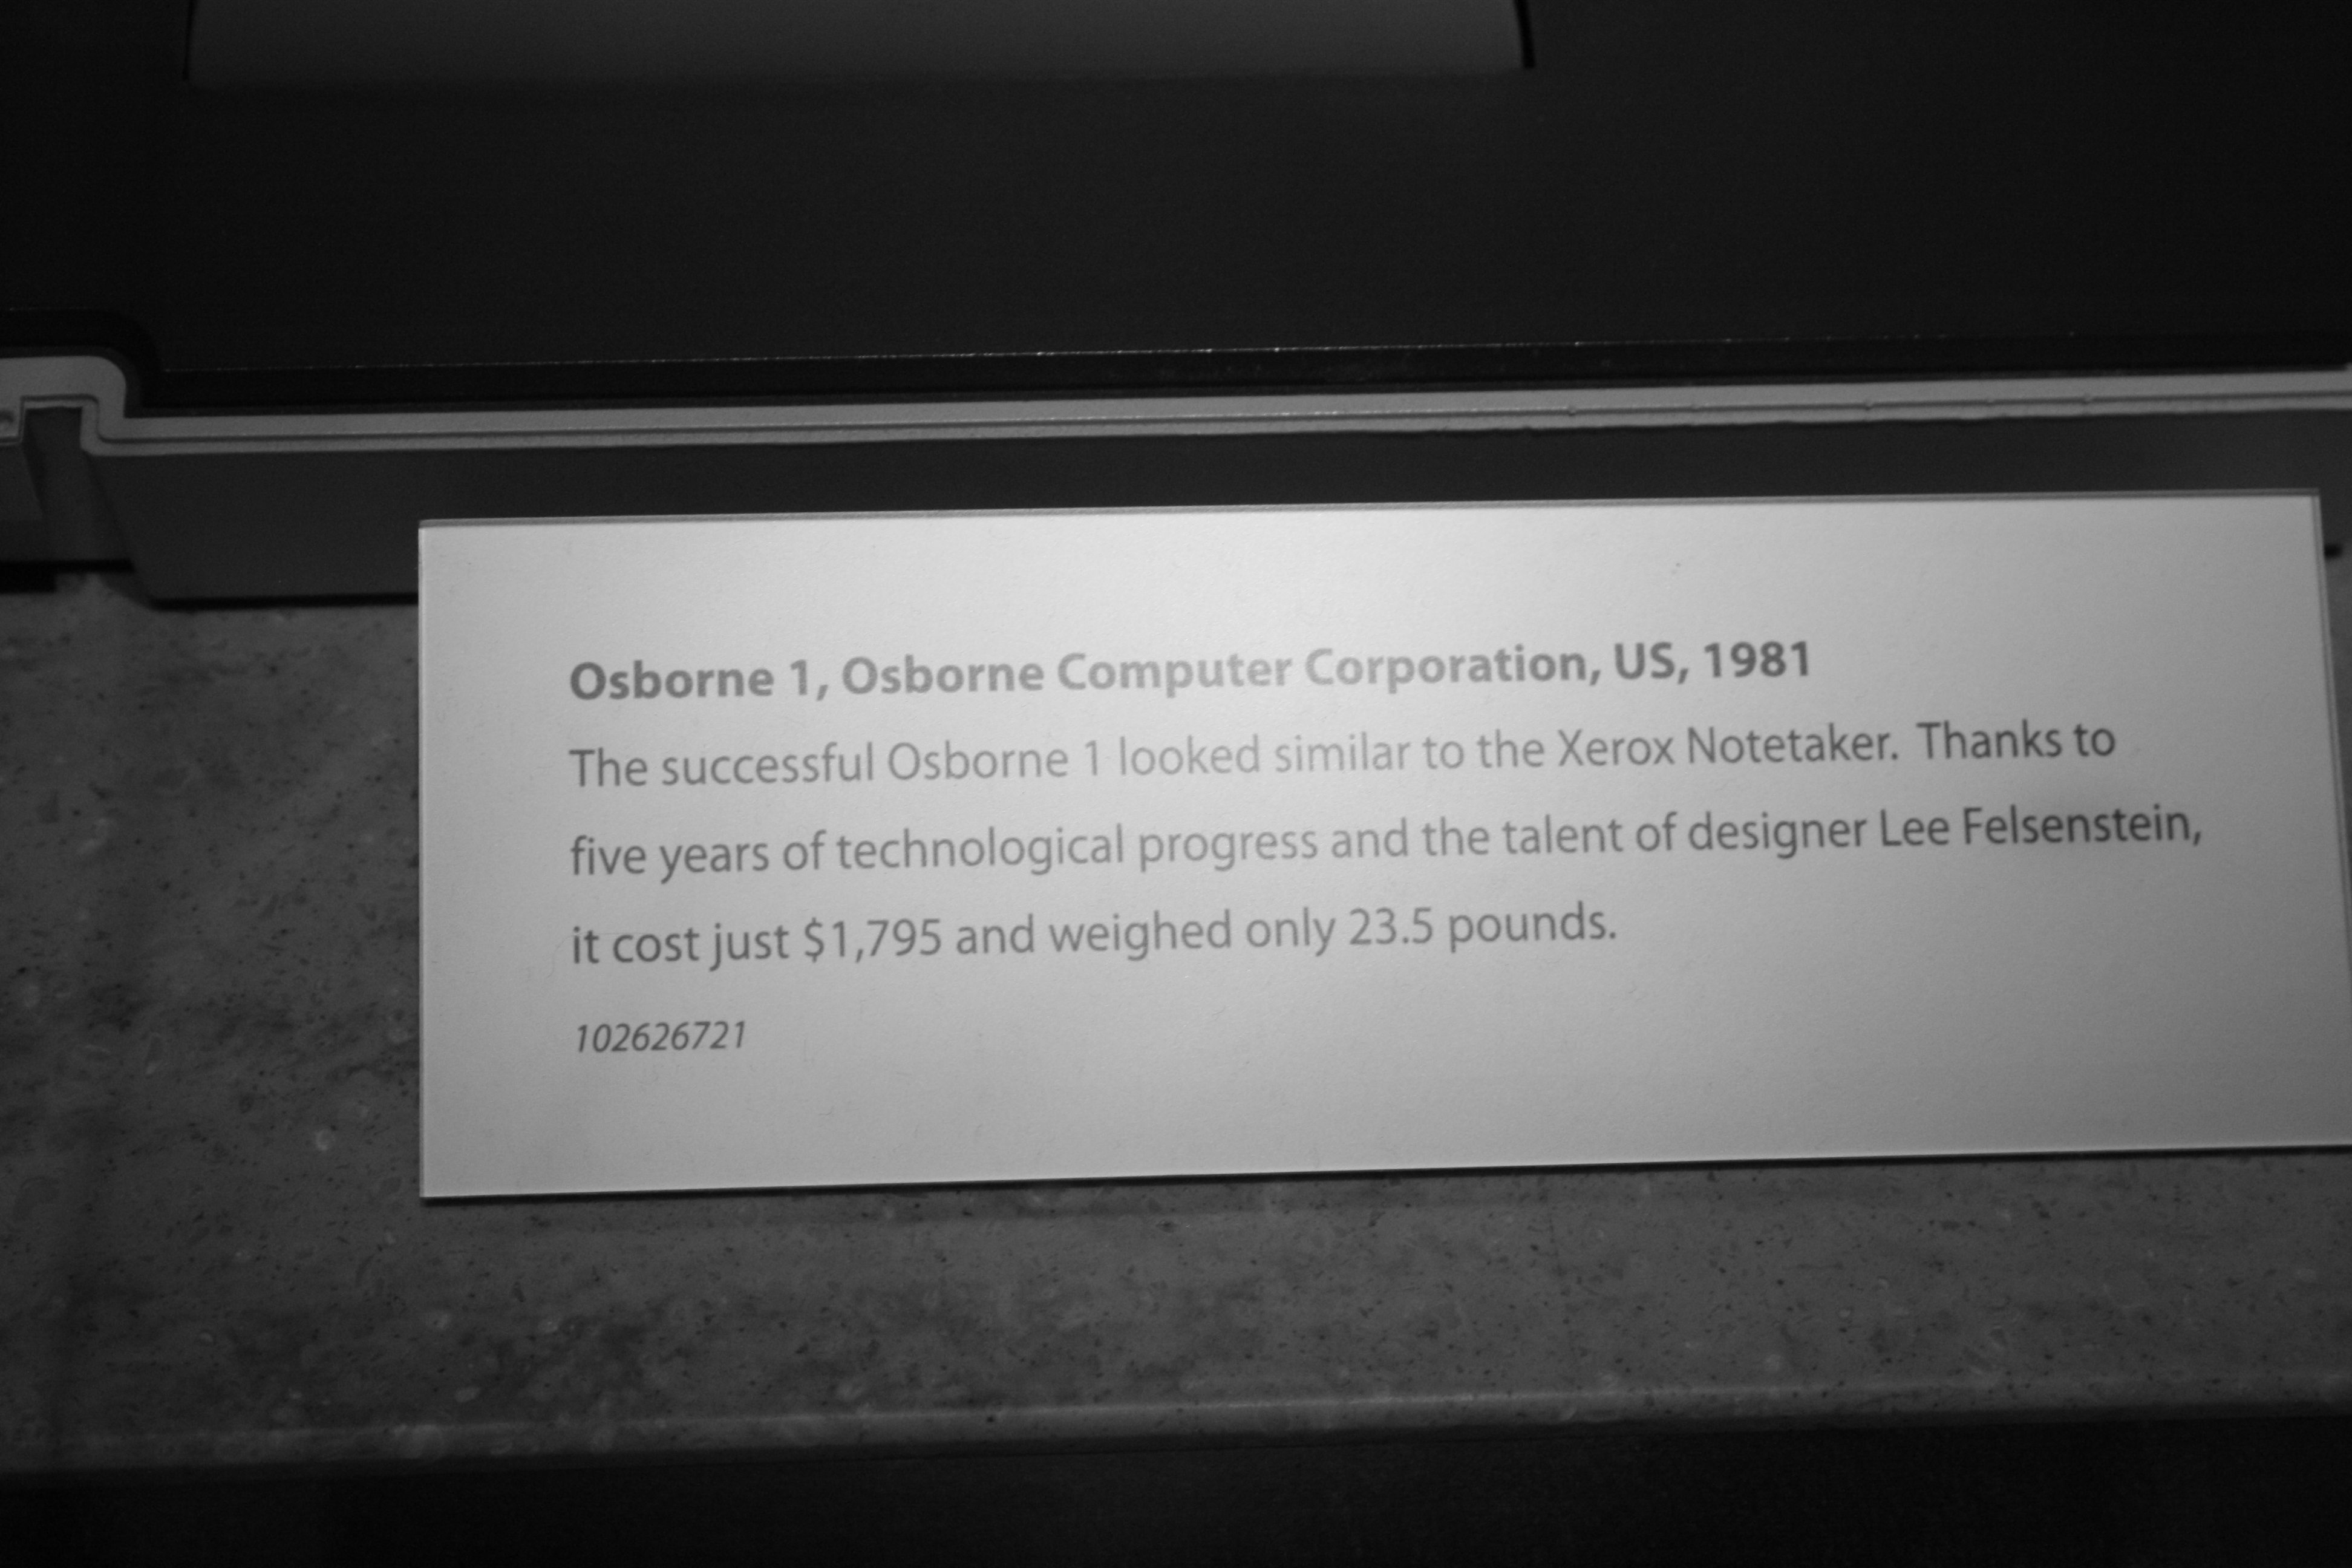 Osborne 1, Osborne Computer Corporation, US, 1981
The successful Osborne 1 looked similar to the Xerox Notetaker. Thanks to
five years of technological progress and the talent of designer Lee Felsenstein,
it cost just $1,795 and weighed only 23.5 pounds.
102626721